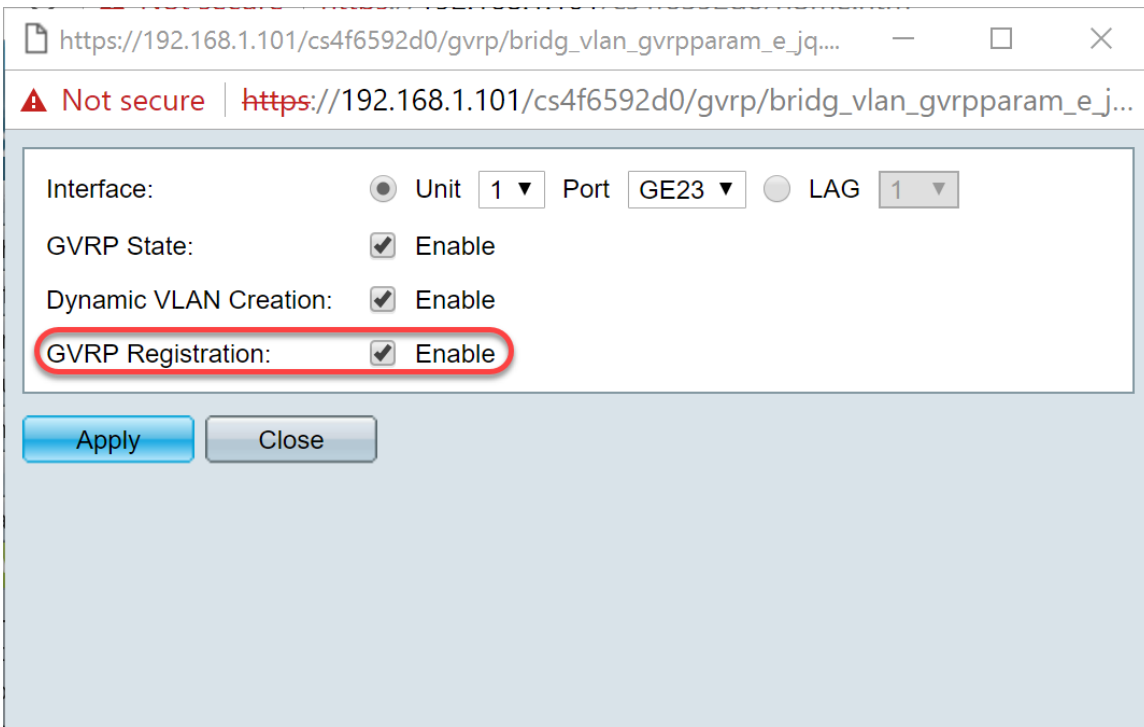 https://192.168.1.101/cs4f6592d0/gvrp/bridg_vlan_gvrpparam_e_jq....
Not secure https://192.168.1.101/cs4f6592d0/gvrp/bridg_vlan_gvrpparam_e_j...
Interface: Unit 1 Port GE23 LAG 1
GVRP State: Enable
Dynamic VLAN Creation: Enable
GVRP Registration: Enable
Apply Close